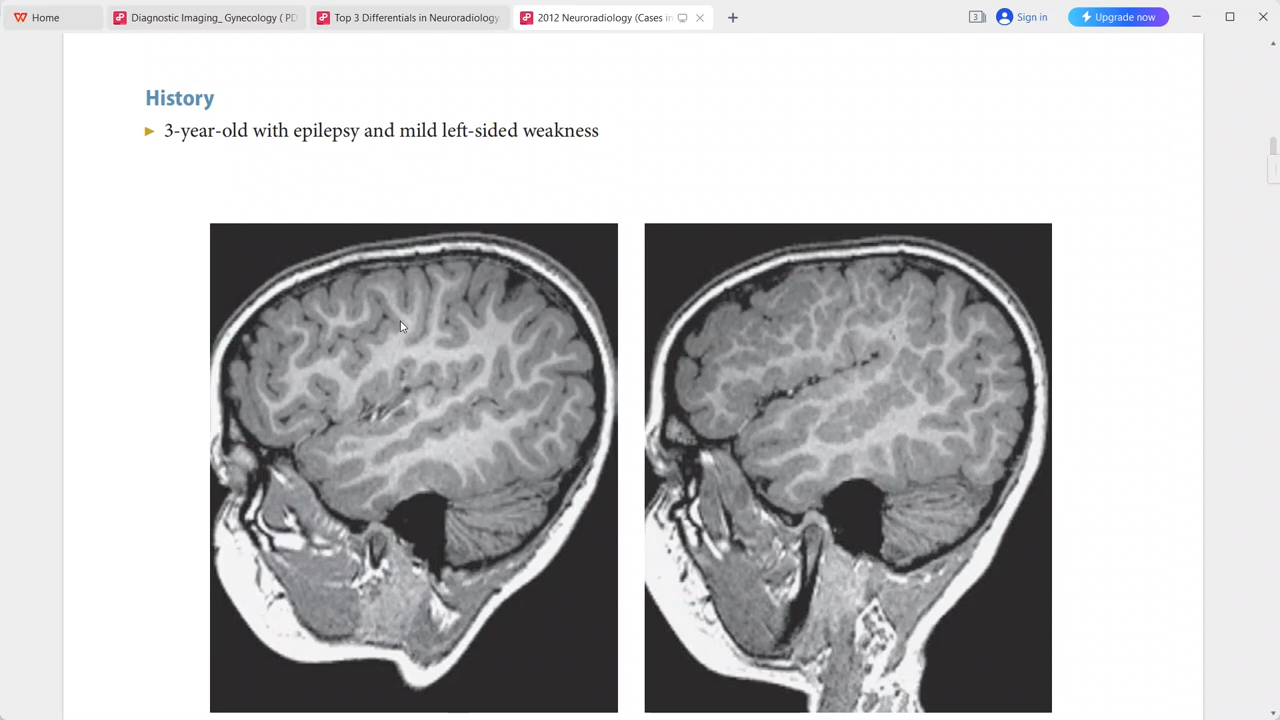 Home
Diagnostic Imaging_ Gynecology ( PD
Top 3 Differentials in Neuroradiology
2012 Neuroradiology (Cases in
3
Sign in
Upgrade now
History
3-year-old with epilepsy and mild left-sided weakness